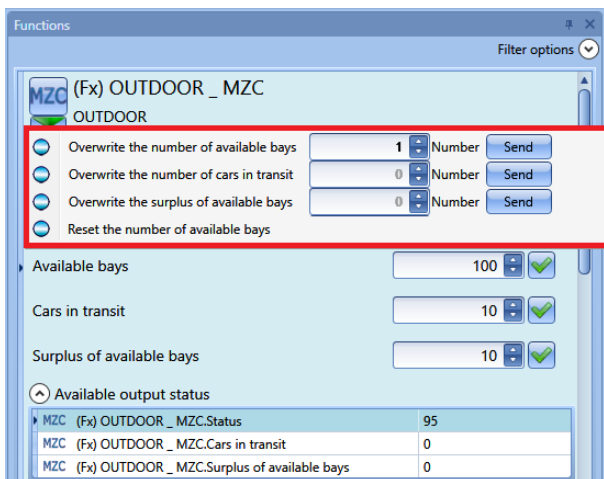 Functions
Filter options
MZC (Fx) OUTDOOR _ MZC
OUTDOOR
Overwrite the number of available bays 1 Number Send
Overwrite the number of cars in transit 0 Number Send
Overwrite the surplus of available bays 0 Number Send
Reset the number of available bays
Available bays 100
Cars in transit 10
Surplus of available bays 10
Available output status
MZC (Fx) OUTDOOR _ MZC.Status 95
MZC (Fx) OUTDOOR _ MZC.Cars in transit 0
MZC (Fx) OUTDOOR _ MZC.Surplus of available bays 0